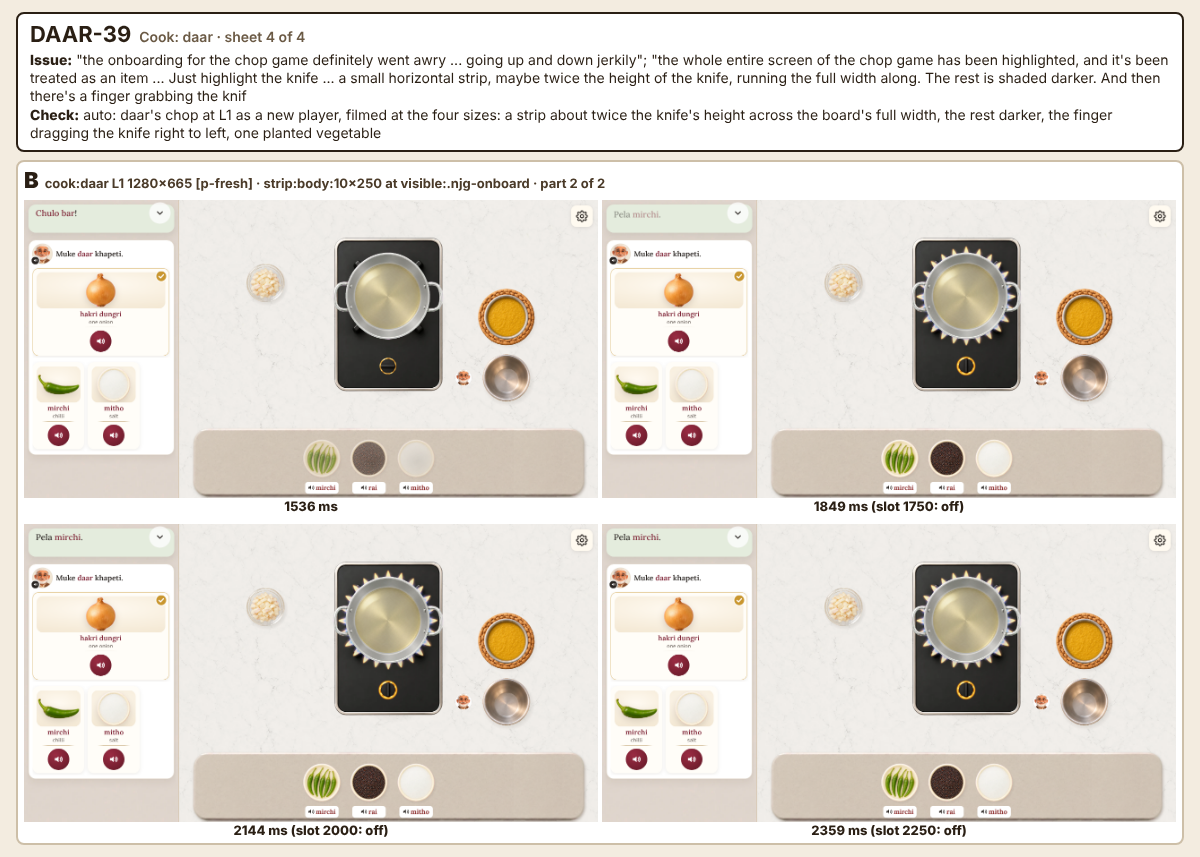 DAAR-39 Cook: daar · sheet 4 of 4
Issue: "the onboarding for the chop game definitely went awry ... going up and down jerkily"; "the whole entire screen of the chop game has been highlighted, and it's been
treated as an item ... Just highlight the knife ... a small horizontal strip, maybe twice the height of the knife, running the full width along. The rest is shaded darker. And then
there's a finger grabbing the knif
Check: auto: daar's chop at L1 as a new player, filmed at the four sizes: a strip about twice the knife's height across the board's full width, the rest darker, the finger
dragging the knife right to left, one planted vegetable
B cook:daar L1 1280×665 [p-fresh] · strip:body:10×250 at visible:.njg-onboard · part 2 of 2
Chulo bar!
Muke daar khapeti.
hakri dungri
one onion
mirchi mitho
chilli salt
mirchi rai mitho
1536 ms
Pela mirchi.
Muke daar khapeti.
hakri dungri
one onion
mirchi mitho
chilli salt
mirchi rai mitho
1849 ms (slot 1750: off)
Pela mirchi.
Muke daar khapeti.
hakri dungri
one onion
mirchi mitho
chilli salt
mirchi rai mitho
2144 ms (slot 2000: off)
Pela mirchi.
Muke daar khapeti.
hakri dungri
one onion
mirchi mitho
chilli salt
mirchi rai mitho
2359 ms (slot 2250: off)